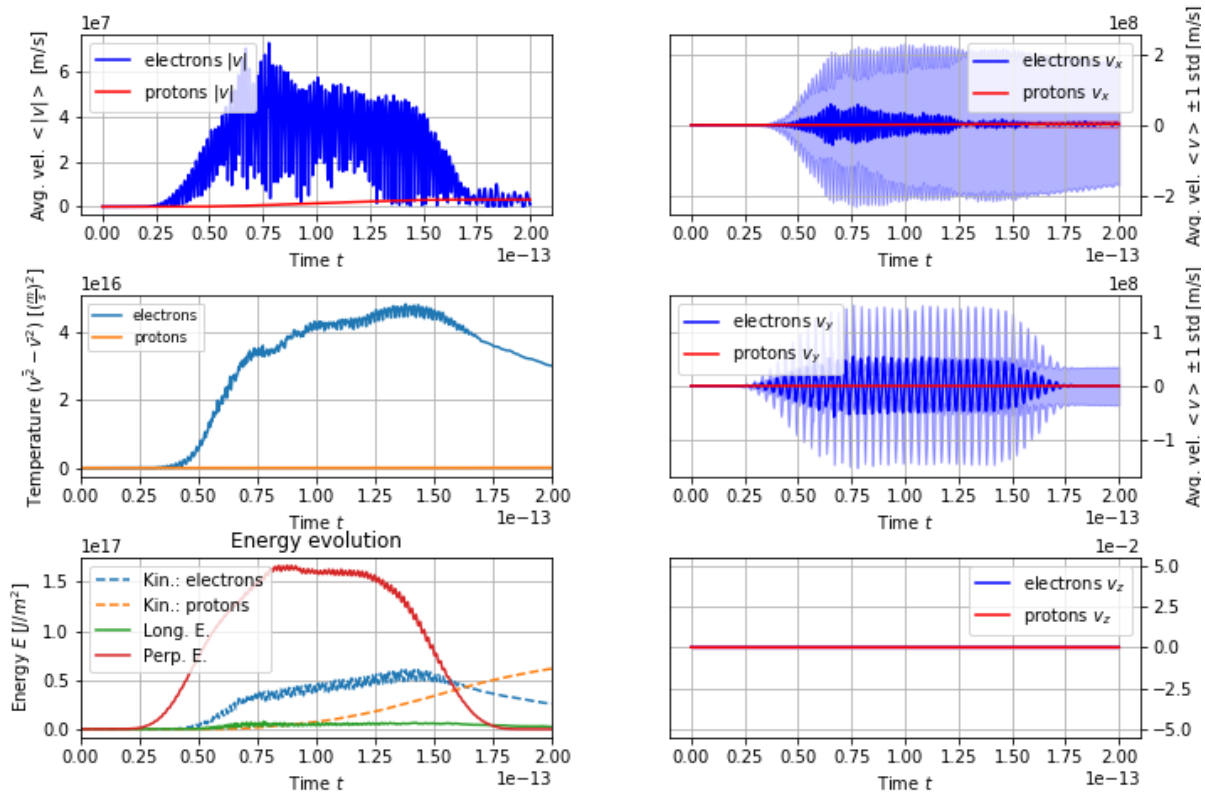 1e7
Avg. vel. < |v| > [m/s]
6
4
2
0
electrons |v|
protons |v|
0.00 0.25 0.50 0.75 1.00 1.25 1.50 1.75 2.00
Time t
1e−13
1e8
electrons v_x
protons v_x
2
0
−2
Avg. vel. < v > ±1 std [m/s]
0.00 0.25 0.50 0.75 1.00 1.25 1.50 1.75 2.00
Time t
1e−13
1e16
Temperature (v̄² − v̄²) [(m/s)²]
4
2
0
electrons
protons
0.00 0.25 0.50 0.75 1.00 1.25 1.50 1.75 2.00
Time t
1e−13
1e8
electrons v_y
protons v_y
1
0
−1
Avg. vel. < v > ±1 std [m/s]
0.00 0.25 0.50 0.75 1.00 1.25 1.50 1.75 2.00
Time t
1e−13
Energy evolution
1e17
Energy E [J/m²]
1.5
1.0
0.5
0.0
Kin.: electrons
Kin.: protons
Long. E.
Perp. E.
0.00 0.25 0.50 0.75 1.00 1.25 1.50 1.75 2.00
Time t
1e−13
1e−2
electrons v_z
protons v_z
5.0
2.5
0.0
−2.5
−5.0
0.00 0.25 0.50 0.75 1.00 1.25 1.50 1.75 2.00
Time t
1e−13